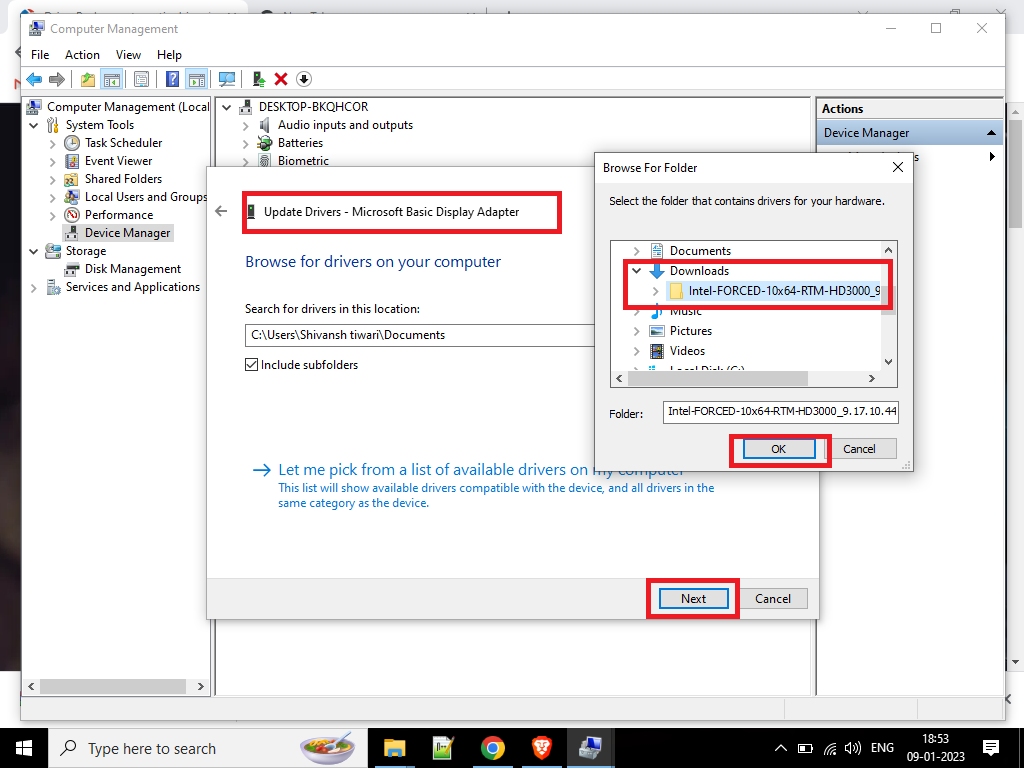 Computer Management
File Action View Help
Computer Management (Local
System Tools
Task Scheduler
Event Viewer
Shared Folders
Local Users and Groups
Performance
Device Manager
Storage
Disk Management
Services and Applications
DESKTOP-BKQHCOR
Audio inputs and outputs
Batteries
Biometric
Actions
Device Manager
Update Drivers - Microsoft Basic Display Adapter
Browse for drivers on your computer
Search for drivers in this location:
C:\Users\Shivansh tiwari\Documents
Include subfolders
Let me pick from a list of available drivers on my computer
This list will show available drivers compatible with the device, and all drivers in the
same category as the device.
Next Cancel
Browse For Folder
Select the folder that contains drivers for your hardware.
Documents
Downloads
Intel-FORCED-10x64-RTM-HD3000_9
Music
Pictures
Videos
Local Disk (C:)
Folder: Intel-FORCED-10x64-RTM-HD3000_9.17.10.44
OK Cancel
Type here to search
ENG
18:53
09-01-2023